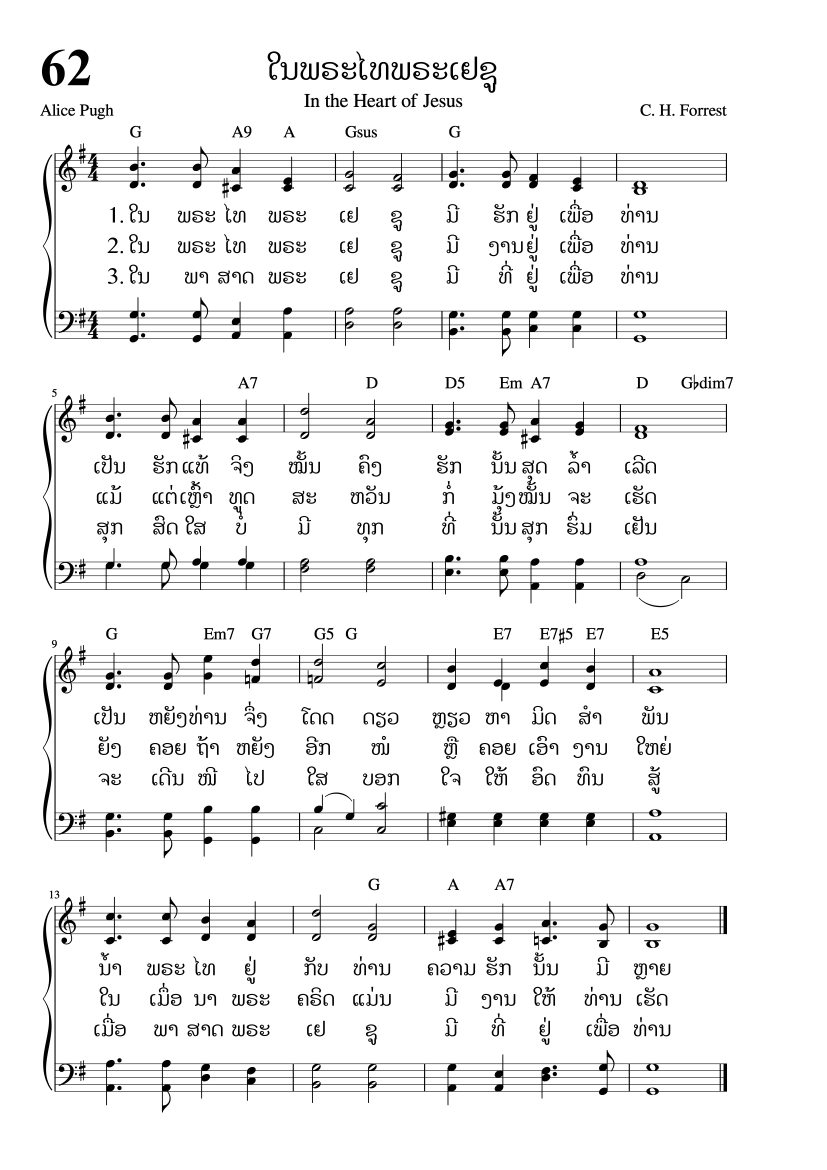 62
ໃນພຣະໄທພຣະເຢຊູ
In the Heart of Jesus
Alice Pugh
C. H. Forrest
G A9 A Gsus G
1. ໃນ ພຣະ ໄທ ພຣະ ເຢ ຊູ ມີ ຮັກ ຢູ່ ເພື່ອ ທ່ານ
2. ໃນ ພຣະ ໄທ ພຣະ ເຢ ຊູ ມີ ງານ ຢູ່ ເພື່ອ ທ່ານ
3. ໃນ ພາ ສາດ ພຣະ ເຢ ຊູ ມີ ທີ່ ຢູ່ ເພື່ອ ທ່ານ
5 A7 D D5 Em A7 D G♭dim7
ເປັນ ຮັກ ແທ້ ຈິງ ໝັ້ນ ຄົງ ຮັກ ນັ້ນ ສຸດ ລ້ຳ ເລີດ
ແມ້ ແຕ່ ເຫຼົ່າ ທູດ ສະ ຫວັນ ກໍ່ ມຸ້ງ ໝັ້ນ ຈະ ເຮັດ
ສຸກ ສົດ ໃສ ບໍ່ ມີ ທຸກ ທີ່ ນັ້ນ ສຸກ ຮົ່ມ ເຢັນ
9 G Em7 G7 G5 G E7 E7♯5 E7 E5
ເປັນ ຫຍັງ ທ່ານ ຈຶ່ງ ໂດດ ດຽວ ຫຼຽວ ຫາ ມິດ ສຳ ພັນ
ຍັງ ຄອຍ ຖ້າ ຫຍັງ ອີກ ໜໍ ຫຼື ຄອຍ ເອົາ ງານ ໃຫຍ່
ຈະ ເດີນ ໜີ ໄປ ໃສ ບອກ ໃຈ ໃຫ້ ອົດ ທົນ ສູ້
13 G A A7
ນ້ຳ ພຣະ ໄທ ຢູ່ ກັບ ທ່ານ ຄວາມ ຮັກ ນັ້ນ ມີ ຫຼາຍ
ໃນ ເມື່ອ ນາ ພຣະ ຄຣິດ ແມ່ນ ມີ ງານ ໃຫ້ ທ່ານ ເຮັດ
ເມື່ອ ພາ ສາດ ພຣະ ເຢ ຊູ ມີ ທີ່ ຢູ່ ເພື່ອ ທ່ານ